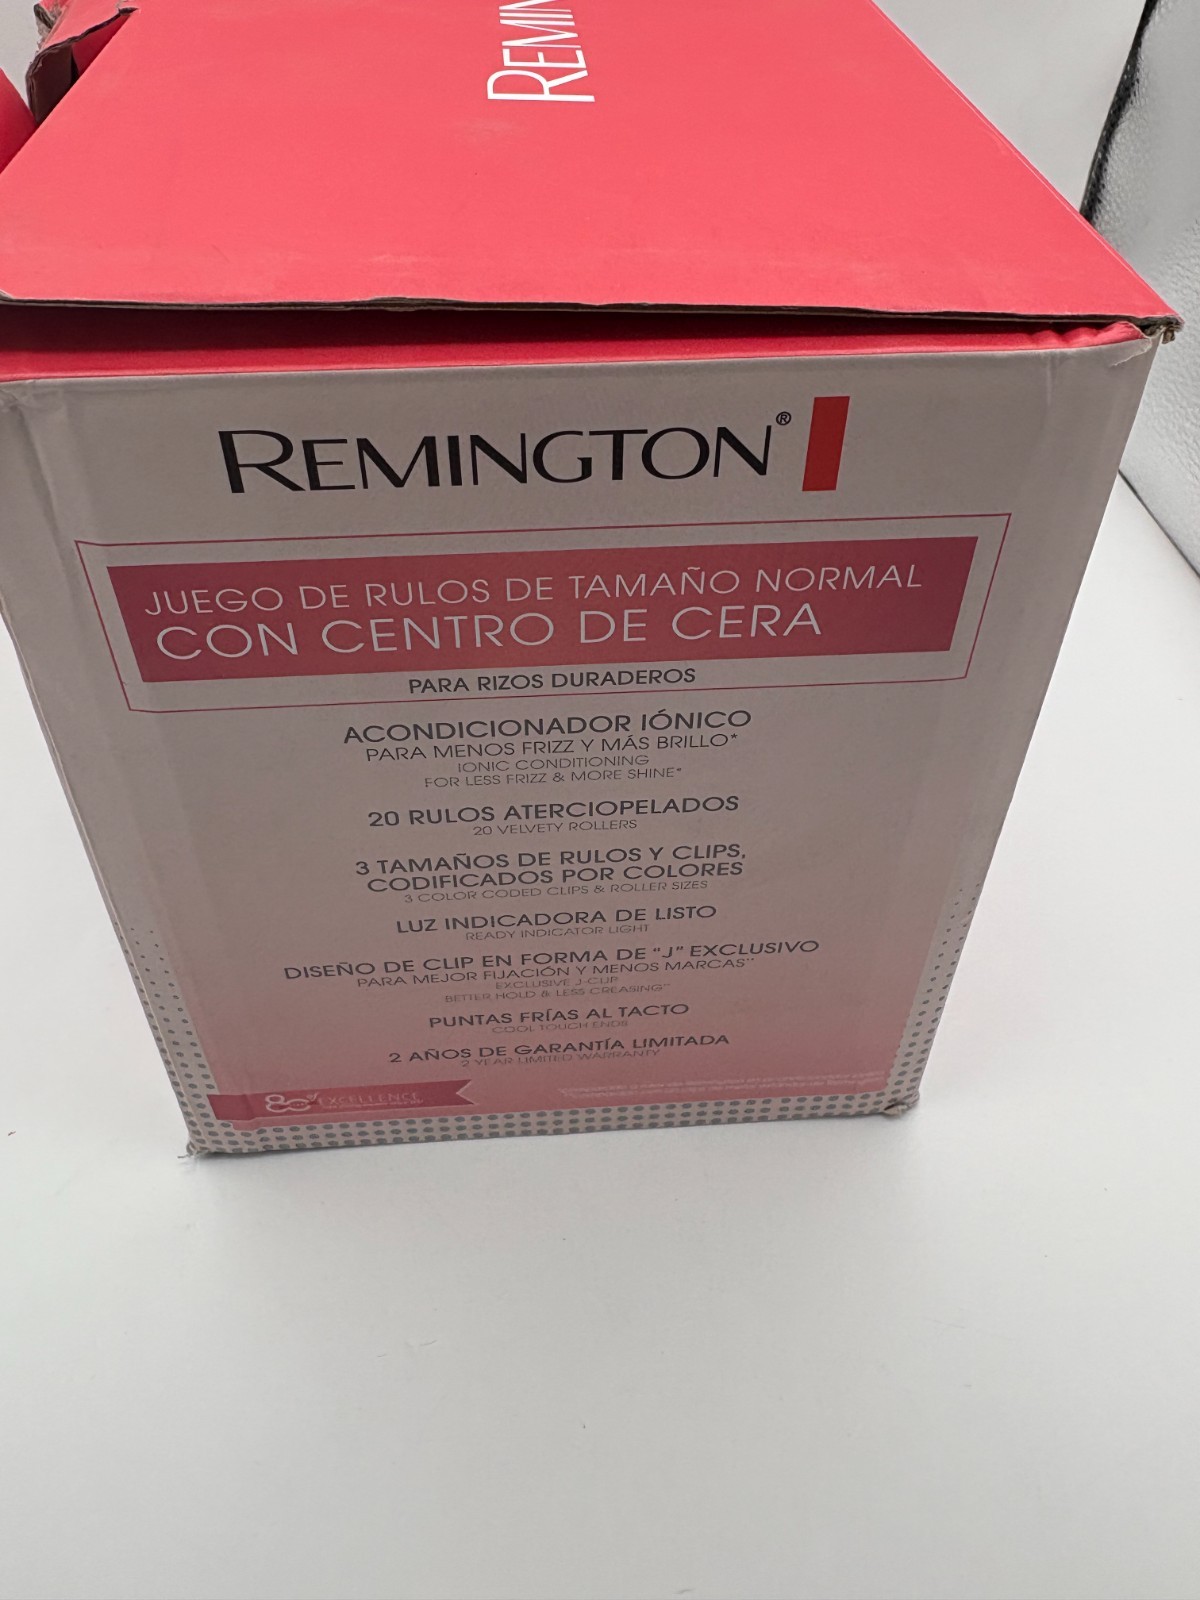 REMIN
REMINGTON®
JUEGO DE RULOS DE TAMAÑO NORMAL
CON CENTRO DE CERA
PARA RIZOS DURADEROS
ACONDICIONADOR IÓNICO
PARA MENOS FRIZZ Y MÁS BRILLO*
IONIC CONDITIONING
FOR LESS FRIZZ & MORE SHINE*
20 RULOS ATERCIOPELADOS
20 VELVETY ROLLERS
3 TAMAÑOS DE RULOS Y CLIPS,
CODIFICADOS POR COLORES
3 COLOR CODED CLIPS & ROLLER SIZES
LUZ INDICADORA DE LISTO
READY INDICATOR LIGHT
DISEÑO DE CLIP EN FORMA DE "J" EXCLUSIVO
PARA MEJOR FIJACIÓN Y MENOS MARCAS**
EXCLUSIVE J-CLIP
BETTER HOLD & LESS CREASING**
PUNTAS FRÍAS AL TACTO
COOL TOUCH ENDS
2 AÑOS DE GARANTÍA LIMITADA
2 YEAR LIMITED WARRANTY
80 EXCELLENCE